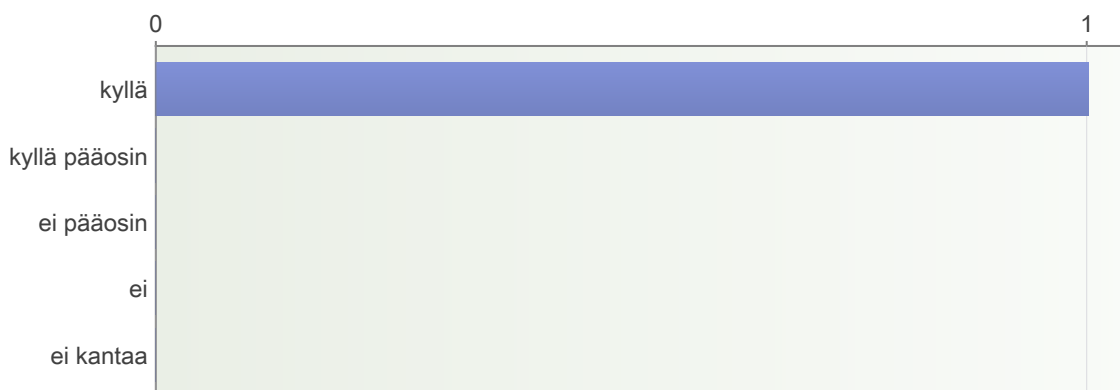 0 1
kyllä
kyllä pääosin
ei pääosin
ei
ei kantaa